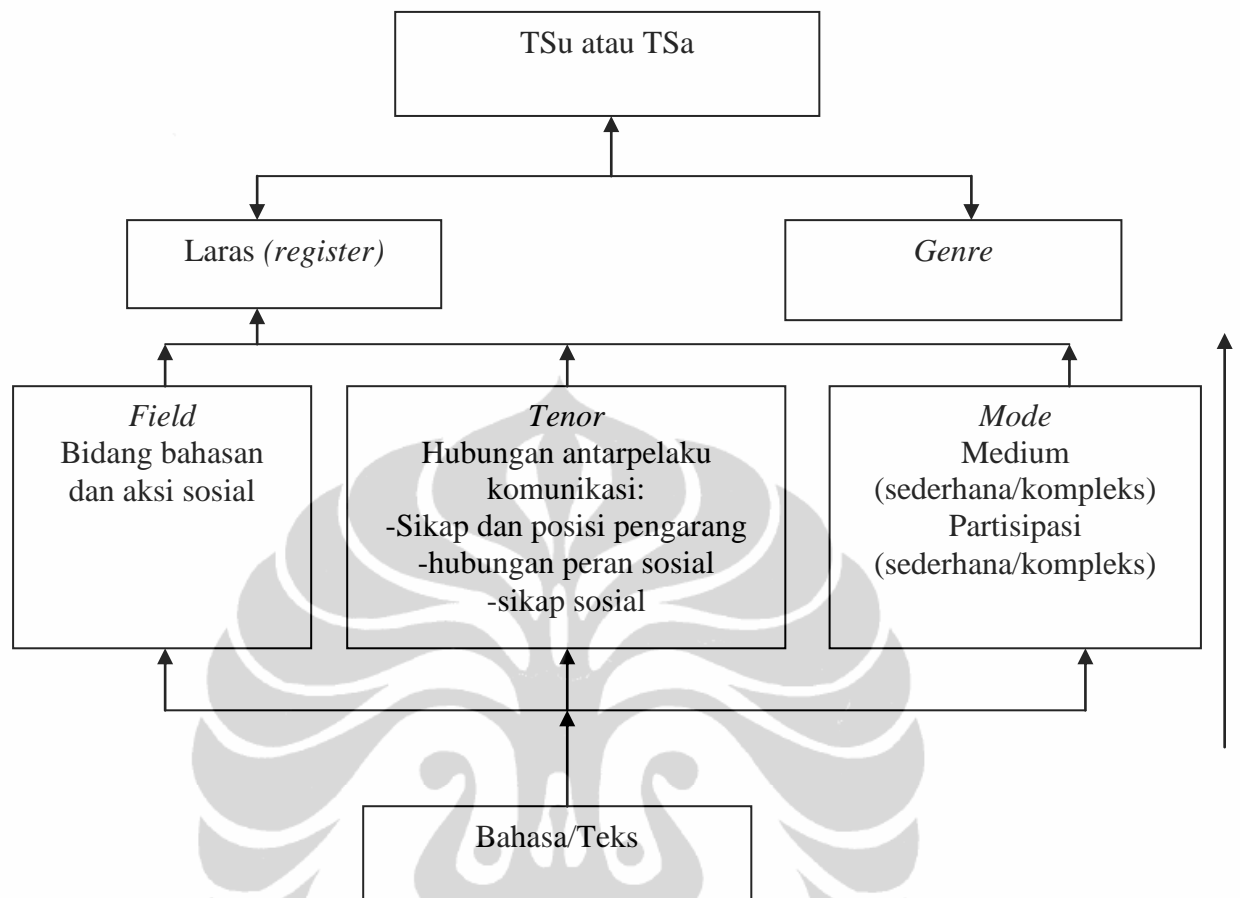 TSu atau TSa
Laras (register)
Genre
Field
Bidang bahasan
dan aksi sosial
Tenor
Hubungan antarpelaku
komunikasi:
-Sikap dan posisi pengarang
-hubungan peran sosial
-sikap sosial
Mode
Medium
(sederhana/kompleks)
Partisipasi
(sederhana/kompleks)
Bahasa/Teks